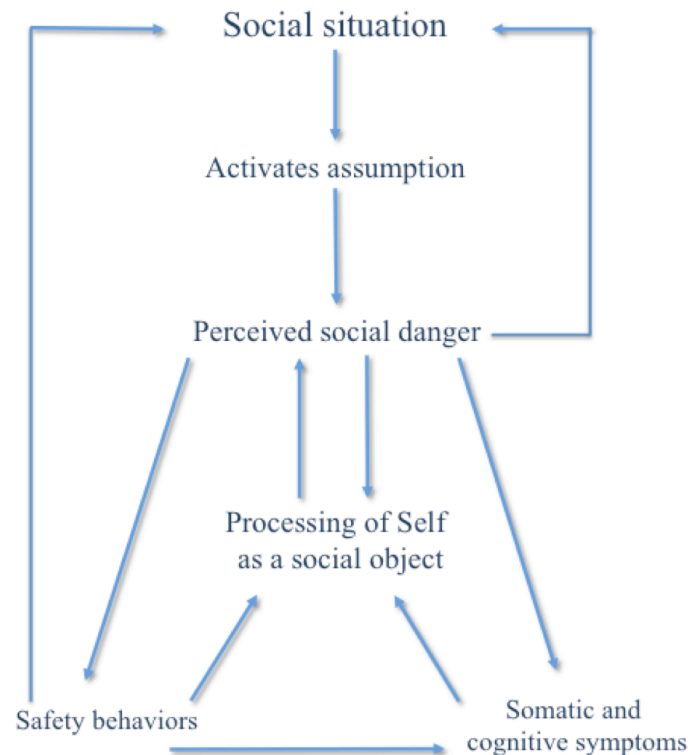 Social situation
Activates assumption
Perceived social danger
Processing of Self
as a social object
Safety behaviors
Somatic and
cognitive symptoms